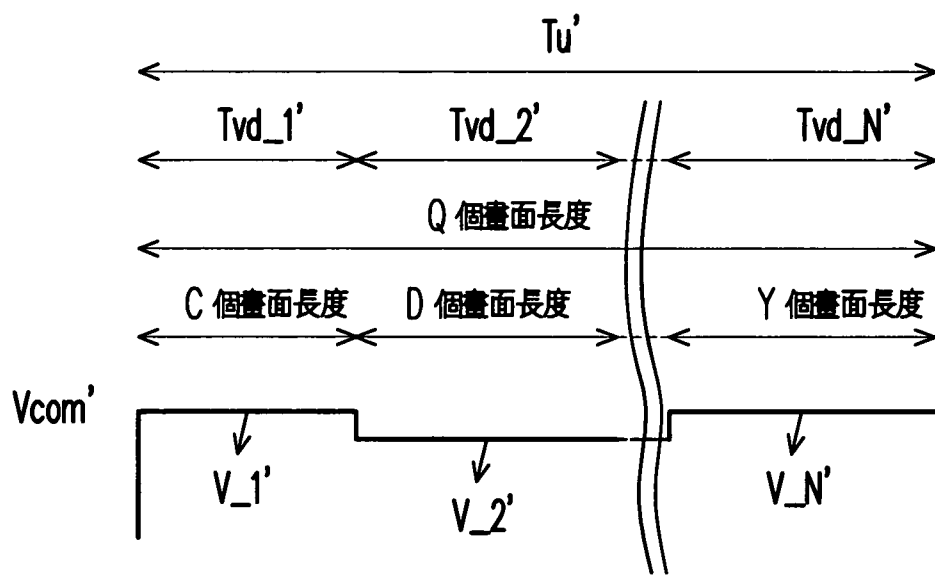 Tu'
Tvd_1' Tvd_2' Tvd_N'
Q 個畫面長度
C 個畫面長度 D 個畫面長度 Y 個畫面長度
Vcom'
V_1' V_2' V_N'